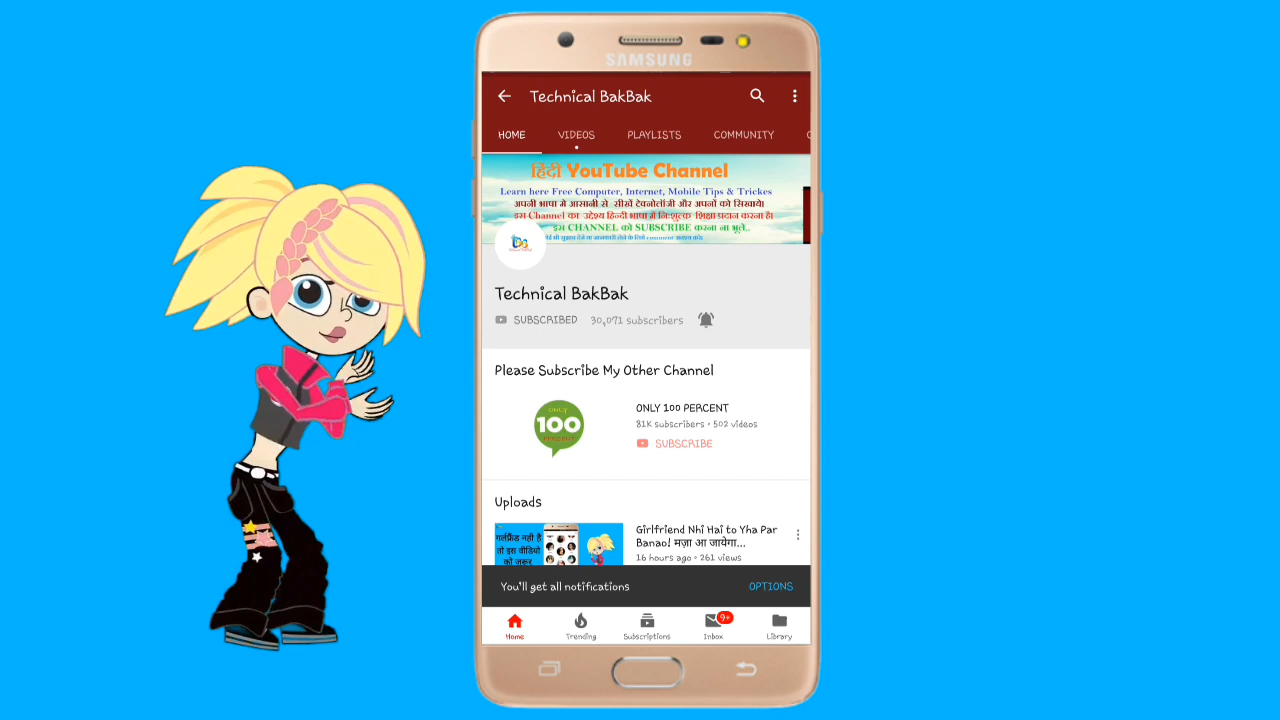 SAMSUNG
Technical BakBak
HOME VIDEOS PLAYLISTS COMMUNITY
हिंदी YouTube Channel
Learn here Free Computer, Internet, Mobile Tips & Trickes
अपनी भाषा मे आसानी से सीखें टेक्नोलॉजी और अपनों को सिखाये।
इस Channel का उद्देश्य हिन्दी भाषा में निःशुल्क शिक्षा प्रदान करना है।
इस CHANNEL को SUBSCRIBE करना ना भूले..
Technical BakBak
SUBSCRIBED 30,071 subscribers
Please Subscribe My Other Channel
ONLY
100
PERCENT
ONLY 100 PERCENT
81K subscribers • 502 videos
SUBSCRIBE
Uploads
गर्लफ्रैंड नही है
तो इस वीडियो
को जरूर
Girlfriend Nhi Hai to Yha Par
Banao! मज़ा आ जायेगा...
16 hours ago • 261 views
You'll get all notifications OPTIONS
9+
Home Trending Subscriptions Inbox Library